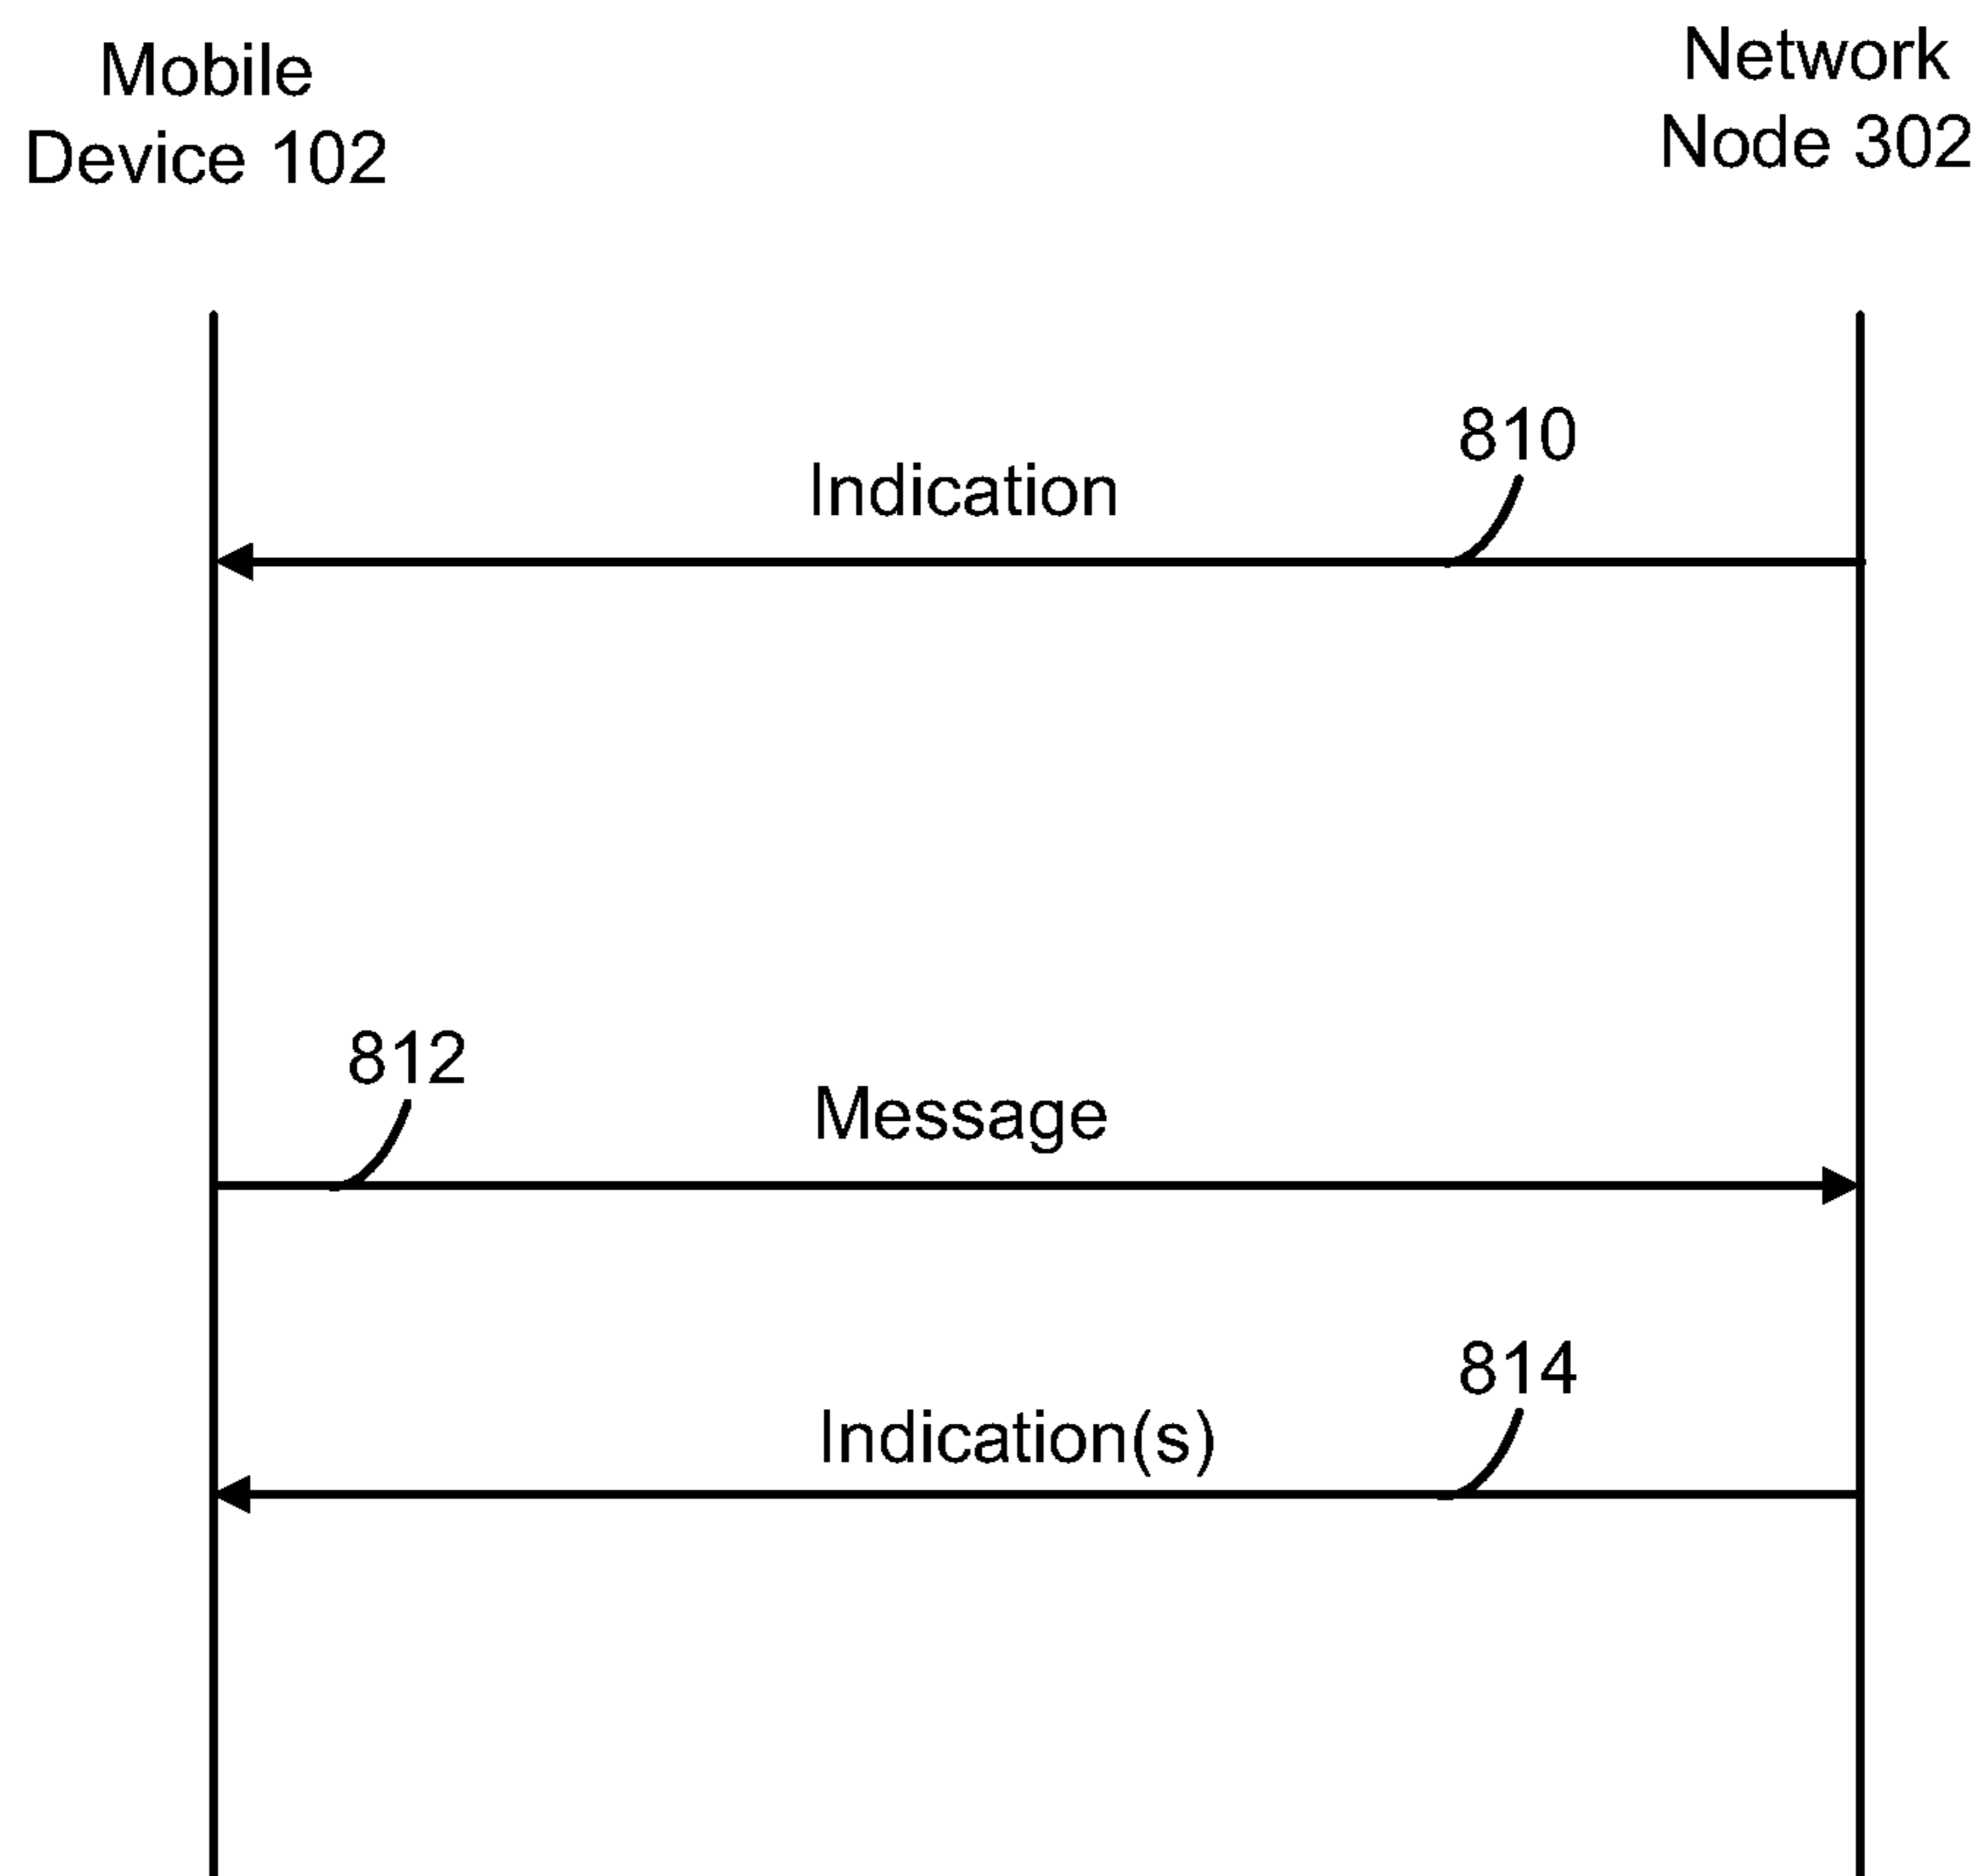 Mobile
Device 102
Network
Node 302
810
Indication
812
Message
814
Indication(s)